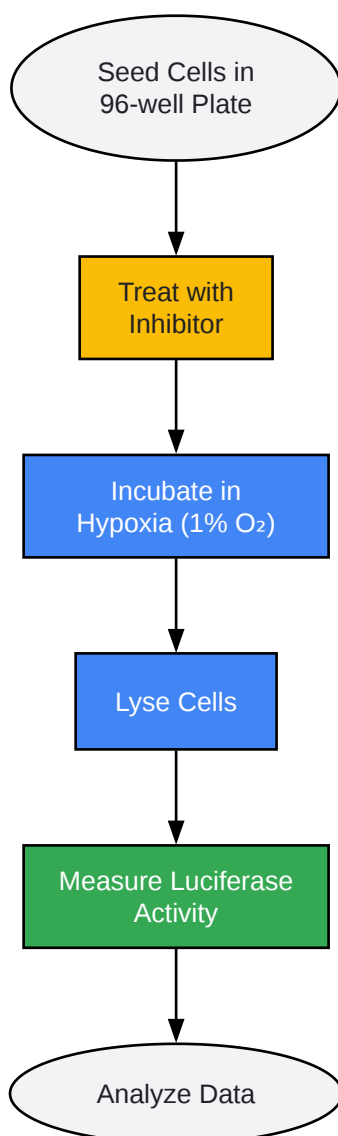 Seed Cells in
96-well Plate
Treat with
Inhibitor
Incubate in
Hypoxia (1% O₂)
Lyse Cells
Measure Luciferase
Activity
Analyze Data